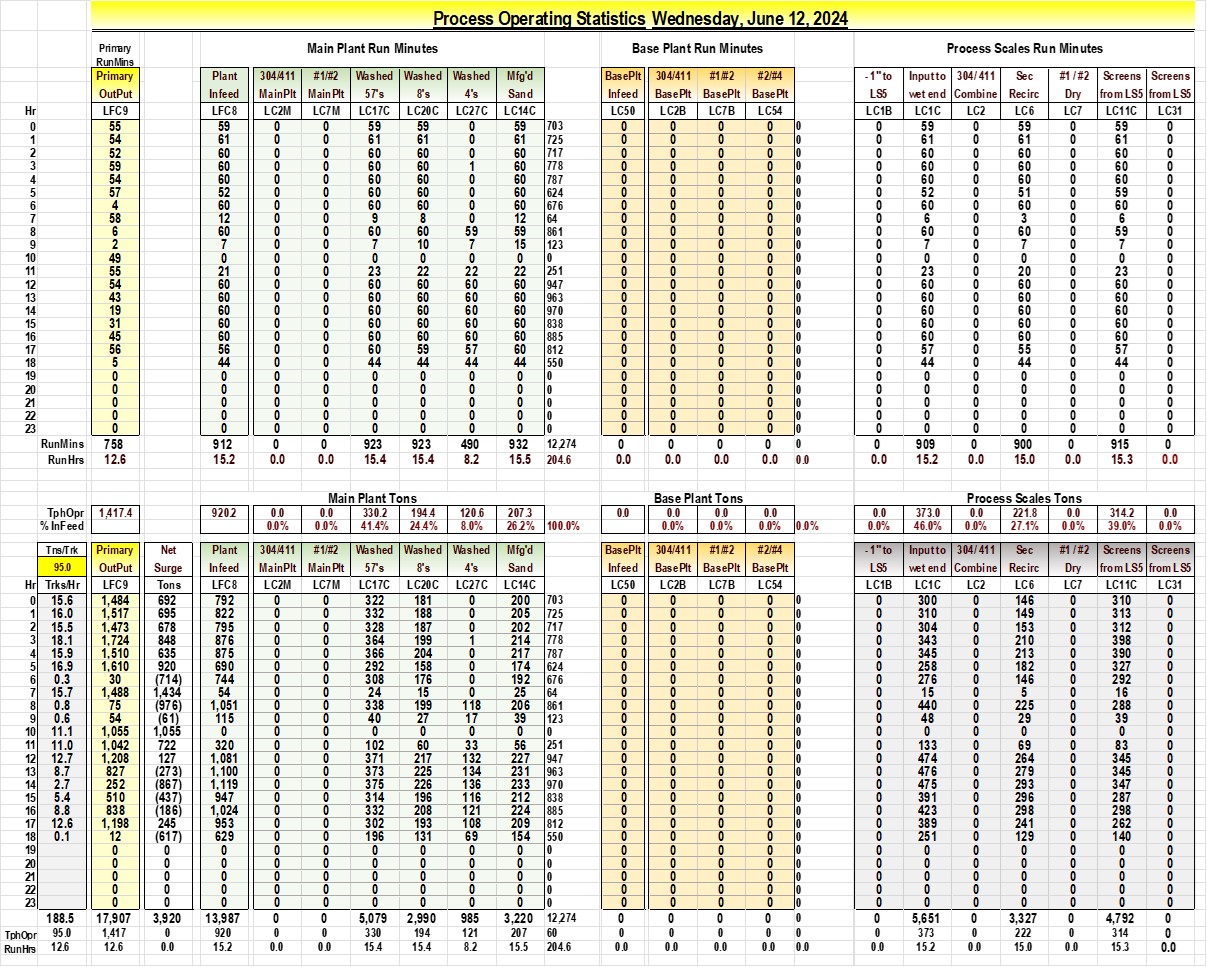 Process Operating Statistics Wednesday, June 12, 2024
Primary Main Plant Run Minutes Base Plant Run Minutes Process Scales Run Minutes
RunMins
Primary Plant 304/411 #1/#2 Washed Washed Washed Mfg'd BasePlt 304/411 #1/#2 #2/#4 -1" to Input to 304/411 Sec #1/#2 Screens Screens
OutPut Infeed MainPlt MainPlt 57's 8's 4's Sand Infeed BasePlt BasePlt BasePlt LS5 wet end Combine Recirc Dry from LS5 from LS5
Hr LFC9 LFC8 LC2M LC7M LC17C LC20C LC27C LC14C LC50 LC2B LC7B LC54 LC1B LC1C LC2 LC6 LC7 LC11C LC31
0 55 59 0 0 59 59 0 59 703 0 0 0 0 0 0 59 0 59 0 59 0
1 54 61 0 0 61 61 0 61 725 0 0 0 0 0 0 61 0 61 0 61 0
2 52 60 0 0 60 60 0 60 717 0 0 0 0 0 0 60 0 60 0 60 0
3 59 60 0 0 60 60 1 60 778 0 0 0 0 0 0 60 0 60 0 60 0
4 54 60 0 0 60 60 0 60 787 0 0 0 0 0 0 60 0 60 0 60 0
5 57 52 0 0 60 60 0 60 624 0 0 0 0 0 0 52 0 51 0 59 0
6 4 60 0 0 60 60 0 60 676 0 0 0 0 0 0 60 0 60 0 60 0
7 58 12 0 0 9 8 0 12 64 0 0 0 0 0 0 6 0 3 0 6 0
8 6 60 0 0 60 60 59 59 861 0 0 0 0 0 0 60 0 60 0 59 0
9 2 7 0 0 7 10 7 15 123 0 0 0 0 0 0 7 0 7 0 7 0
10 49 0 0 0 0 0 0 0 0 0 0 0 0 0 0 0 0 0 0 0 0
11 55 21 0 0 23 22 22 22 251 0 0 0 0 0 0 23 0 20 0 23 0
12 54 60 0 0 60 60 60 60 947 0 0 0 0 0 0 60 0 60 0 60 0
13 43 60 0 0 60 60 60 60 963 0 0 0 0 0 0 60 0 60 0 60 0
14 19 60 0 0 60 60 60 60 970 0 0 0 0 0 0 60 0 60 0 60 0
15 31 60 0 0 60 60 60 60 838 0 0 0 0 0 0 60 0 60 0 60 0
16 45 60 0 0 60 60 60 60 885 0 0 0 0 0 0 60 0 60 0 60 0
17 56 56 0 0 60 59 57 60 812 0 0 0 0 0 0 57 0 55 0 57 0
18 5 44 0 0 44 44 44 44 550 0 0 0 0 0 0 44 0 44 0 44 0
19 0 0 0 0 0 0 0 0 0 0 0 0 0 0 0 0 0 0 0 0 0
20 0 0 0 0 0 0 0 0 0 0 0 0 0 0 0 0 0 0 0 0 0
21 0 0 0 0 0 0 0 0 0 0 0 0 0 0 0 0 0 0 0 0 0
22 0 0 0 0 0 0 0 0 0 0 0 0 0 0 0 0 0 0 0 0 0
23 0 0 0 0 0 0 0 0 0 0 0 0 0 0 0 0 0 0 0 0 0
RunMins 758 912 0 0 923 923 490 932 12,274 0 0 0 0 0 0 909 0 900 0 915 0
RunHrs 12.6 15.2 0.0 0.0 15.4 15.4 8.2 15.5 204.6 0.0 0.0 0.0 0.0 0.0 0.0 15.2 0.0 15.0 0.0 15.3 0.0
Main Plant Tons Base Plant Tons Process Scales Tons
TphOpr 1,417.4 920.2 0.0 0.0 330.2 194.4 120.6 207.3 0.0 0.0 0.0 0.0 0.0 373.0 0.0 221.8 0.0 314.2 0.0
% InFeed 0.0% 0.0% 41.4% 24.4% 8.0% 26.2% 100.0% 0.0% 0.0% 0.0% 0.0% 0.0% 46.0% 0.0% 27.1% 0.0% 39.0% 0.0%
Tns/Trk Primary Net Plant 304/411 #1/#2 Washed Washed Washed Mfg'd BasePlt 304/411 #1/#2 #2/#4 -1" to Input to 304/411 Sec #1/#2 Screens Screens
95.0 OutPut Surge Infeed MainPlt MainPlt 57's 8's 4's Sand Infeed BasePlt BasePlt BasePlt LS5 wet end Combine Recirc Dry from LS5 from LS5
Hr Trks/Hr LFC9 Tons LFC8 LC2M LC7M LC17C LC20C LC27C LC14C LC50 LC2B LC7B LC54 LC1B LC1C LC2 LC6 LC7 LC11C LC31
0 15.6 1,484 692 792 0 0 322 181 0 200 703 0 0 0 0 0 0 300 0 146 0 310 0
1 16.0 1,517 695 822 0 0 332 188 0 205 725 0 0 0 0 0 0 310 0 149 0 313 0
2 15.5 1,473 678 795 0 0 328 187 0 202 717 0 0 0 0 0 0 304 0 153 0 312 0
3 18.1 1,724 848 876 0 0 364 199 1 214 778 0 0 0 0 0 0 343 0 210 0 398 0
4 15.9 1,510 635 875 0 0 366 204 0 217 787 0 0 0 0 0 0 345 0 213 0 390 0
5 16.9 1,610 920 690 0 0 292 158 0 174 624 0 0 0 0 0 0 258 0 182 0 327 0
6 0.3 30 (714) 744 0 0 308 176 0 192 676 0 0 0 0 0 0 276 0 146 0 292 0
7 15.7 1,488 1,434 54 0 0 24 15 0 25 64 0 0 0 0 0 0 15 0 5 0 16 0
8 0.8 75 (976) 1,051 0 0 338 199 118 206 861 0 0 0 0 0 0 440 0 225 0 288 0
9 0.6 54 (61) 115 0 0 40 27 17 39 123 0 0 0 0 0 0 48 0 29 0 39 0
10 11.1 1,055 1,055 0 0 0 0 0 0 0 0 0 0 0 0 0 0 0 0 0 0 0 0
11 11.0 1,042 722 320 0 0 102 60 33 56 251 0 0 0 0 0 0 133 0 69 0 83 0
12 12.7 1,208 127 1,081 0 0 371 217 132 227 947 0 0 0 0 0 0 474 0 264 0 345 0
13 8.7 827 (273) 1,100 0 0 373 225 134 231 963 0 0 0 0 0 0 476 0 279 0 345 0
14 2.7 252 (867) 1,119 0 0 375 226 136 233 970 0 0 0 0 0 0 475 0 293 0 347 0
15 5.4 510 (437) 947 0 0 314 196 116 212 838 0 0 0 0 0 0 391 0 296 0 287 0
16 8.8 838 (186) 1,024 0 0 332 208 121 224 885 0 0 0 0 0 0 423 0 298 0 298 0
17 12.6 1,198 245 953 0 0 302 193 108 209 812 0 0 0 0 0 0 389 0 241 0 262 0
18 0.1 12 (617) 629 0 0 196 131 69 154 550 0 0 0 0 0 0 251 0 129 0 140 0
19 0 0 0 0 0 0 0 0 0 0 0 0 0 0 0 0 0 0 0 0 0 0
20 0 0 0 0 0 0 0 0 0 0 0 0 0 0 0 0 0 0 0 0 0 0
21 0 0 0 0 0 0 0 0 0 0 0 0 0 0 0 0 0 0 0 0 0 0
22 0 0 0 0 0 0 0 0 0 0 0 0 0 0 0 0 0 0 0 0 0 0
23 0 0 0 0 0 0 0 0 0 0 0 0 0 0 0 0 0 0 0 0 0 0
188.5 17,907 3,920 13,987 0 0 5,079 2,990 985 3,220 12,274 0 0 0 0 0 0 5,651 0 3,327 0 4,792 0
TphOpr 95.0 1,417 0 920 0 0 330 194 121 207 60 0 0 0 0 0 0 373 0 222 0 314 0
RunHrs 12.6 12.6 0.0 15.2 0.0 0.0 15.4 15.4 8.2 15.5 204.6 0.0 0.0 0.0 0.0 0.0 0.0 15.2 0.0 15.0 0.0 15.3 0.0